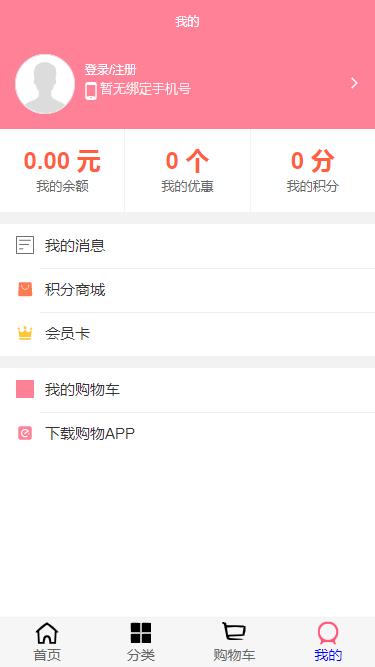 我的
登录/注册
暂无绑定手机号
0.00 元
0 个
0 分
我的余额
我的优惠
我的积分
我的消息
积分商城
会员卡
我的购物车
下载购物APP
首页
分类
购物车
我的